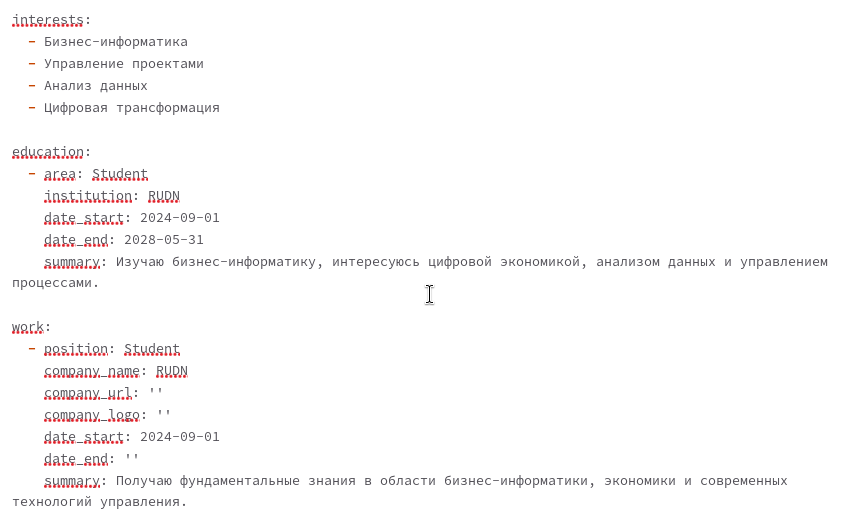 interests:
  - Бизнес-информатика
  - Управление проектами
  - Анализ данных
  - Цифровая трансформация

education:
  - area: Student
    institution: RUDN
    date_start: 2024-09-01
    date_end: 2028-05-31
    summary: Изучаю бизнес-информатику, интересуюсь цифровой экономикой, анализом данных и управлением
процессами.

work:
  - position: Student
    company_name: RUDN
    company_url: ''
    company_logo: ''
    date_start: 2024-09-01
    date_end: ''
    summary: Получаю фундаментальные знания в области бизнес-информатики, экономики и современных
технологий управления.